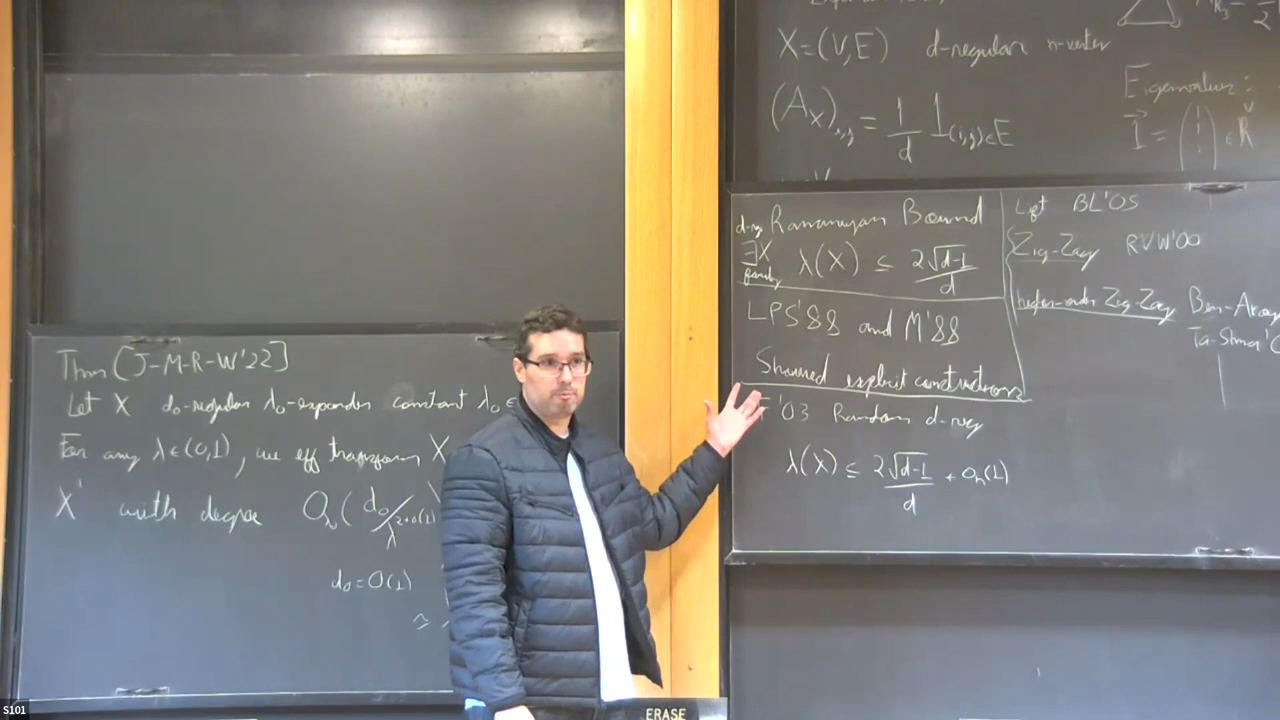 Thm [J-M-R-W'22]
Let X d₀-regular λ₀-expander constant λ₀ ∈
For any λ∈(0,1), we eff transform X
X' with degree O_λ₀( d₀/λ^{2+o(1)}
d₀=O(1)
≈
X=(V,E) d-regular n-vertex
(A_X)_{i,j} = 1/d 1_{(i,j)∈E}
Eigenvalues:
1⃗ = ( ) ∈ ℝ^V
d-reg Ramanujan Bound
∃X family λ(X) ≤ 2√(d-1)/d
LPS'88 and M'88
Showed explicit constructions
F'03 Random d-reg
λ(X) ≤ 2√(d-1)/d + o_n(1)
Lift BL'05
Zig-Zag RVW'00
higher-order Zig-Zag Ben-Aroya
Ta-Shma
S101
ERASE